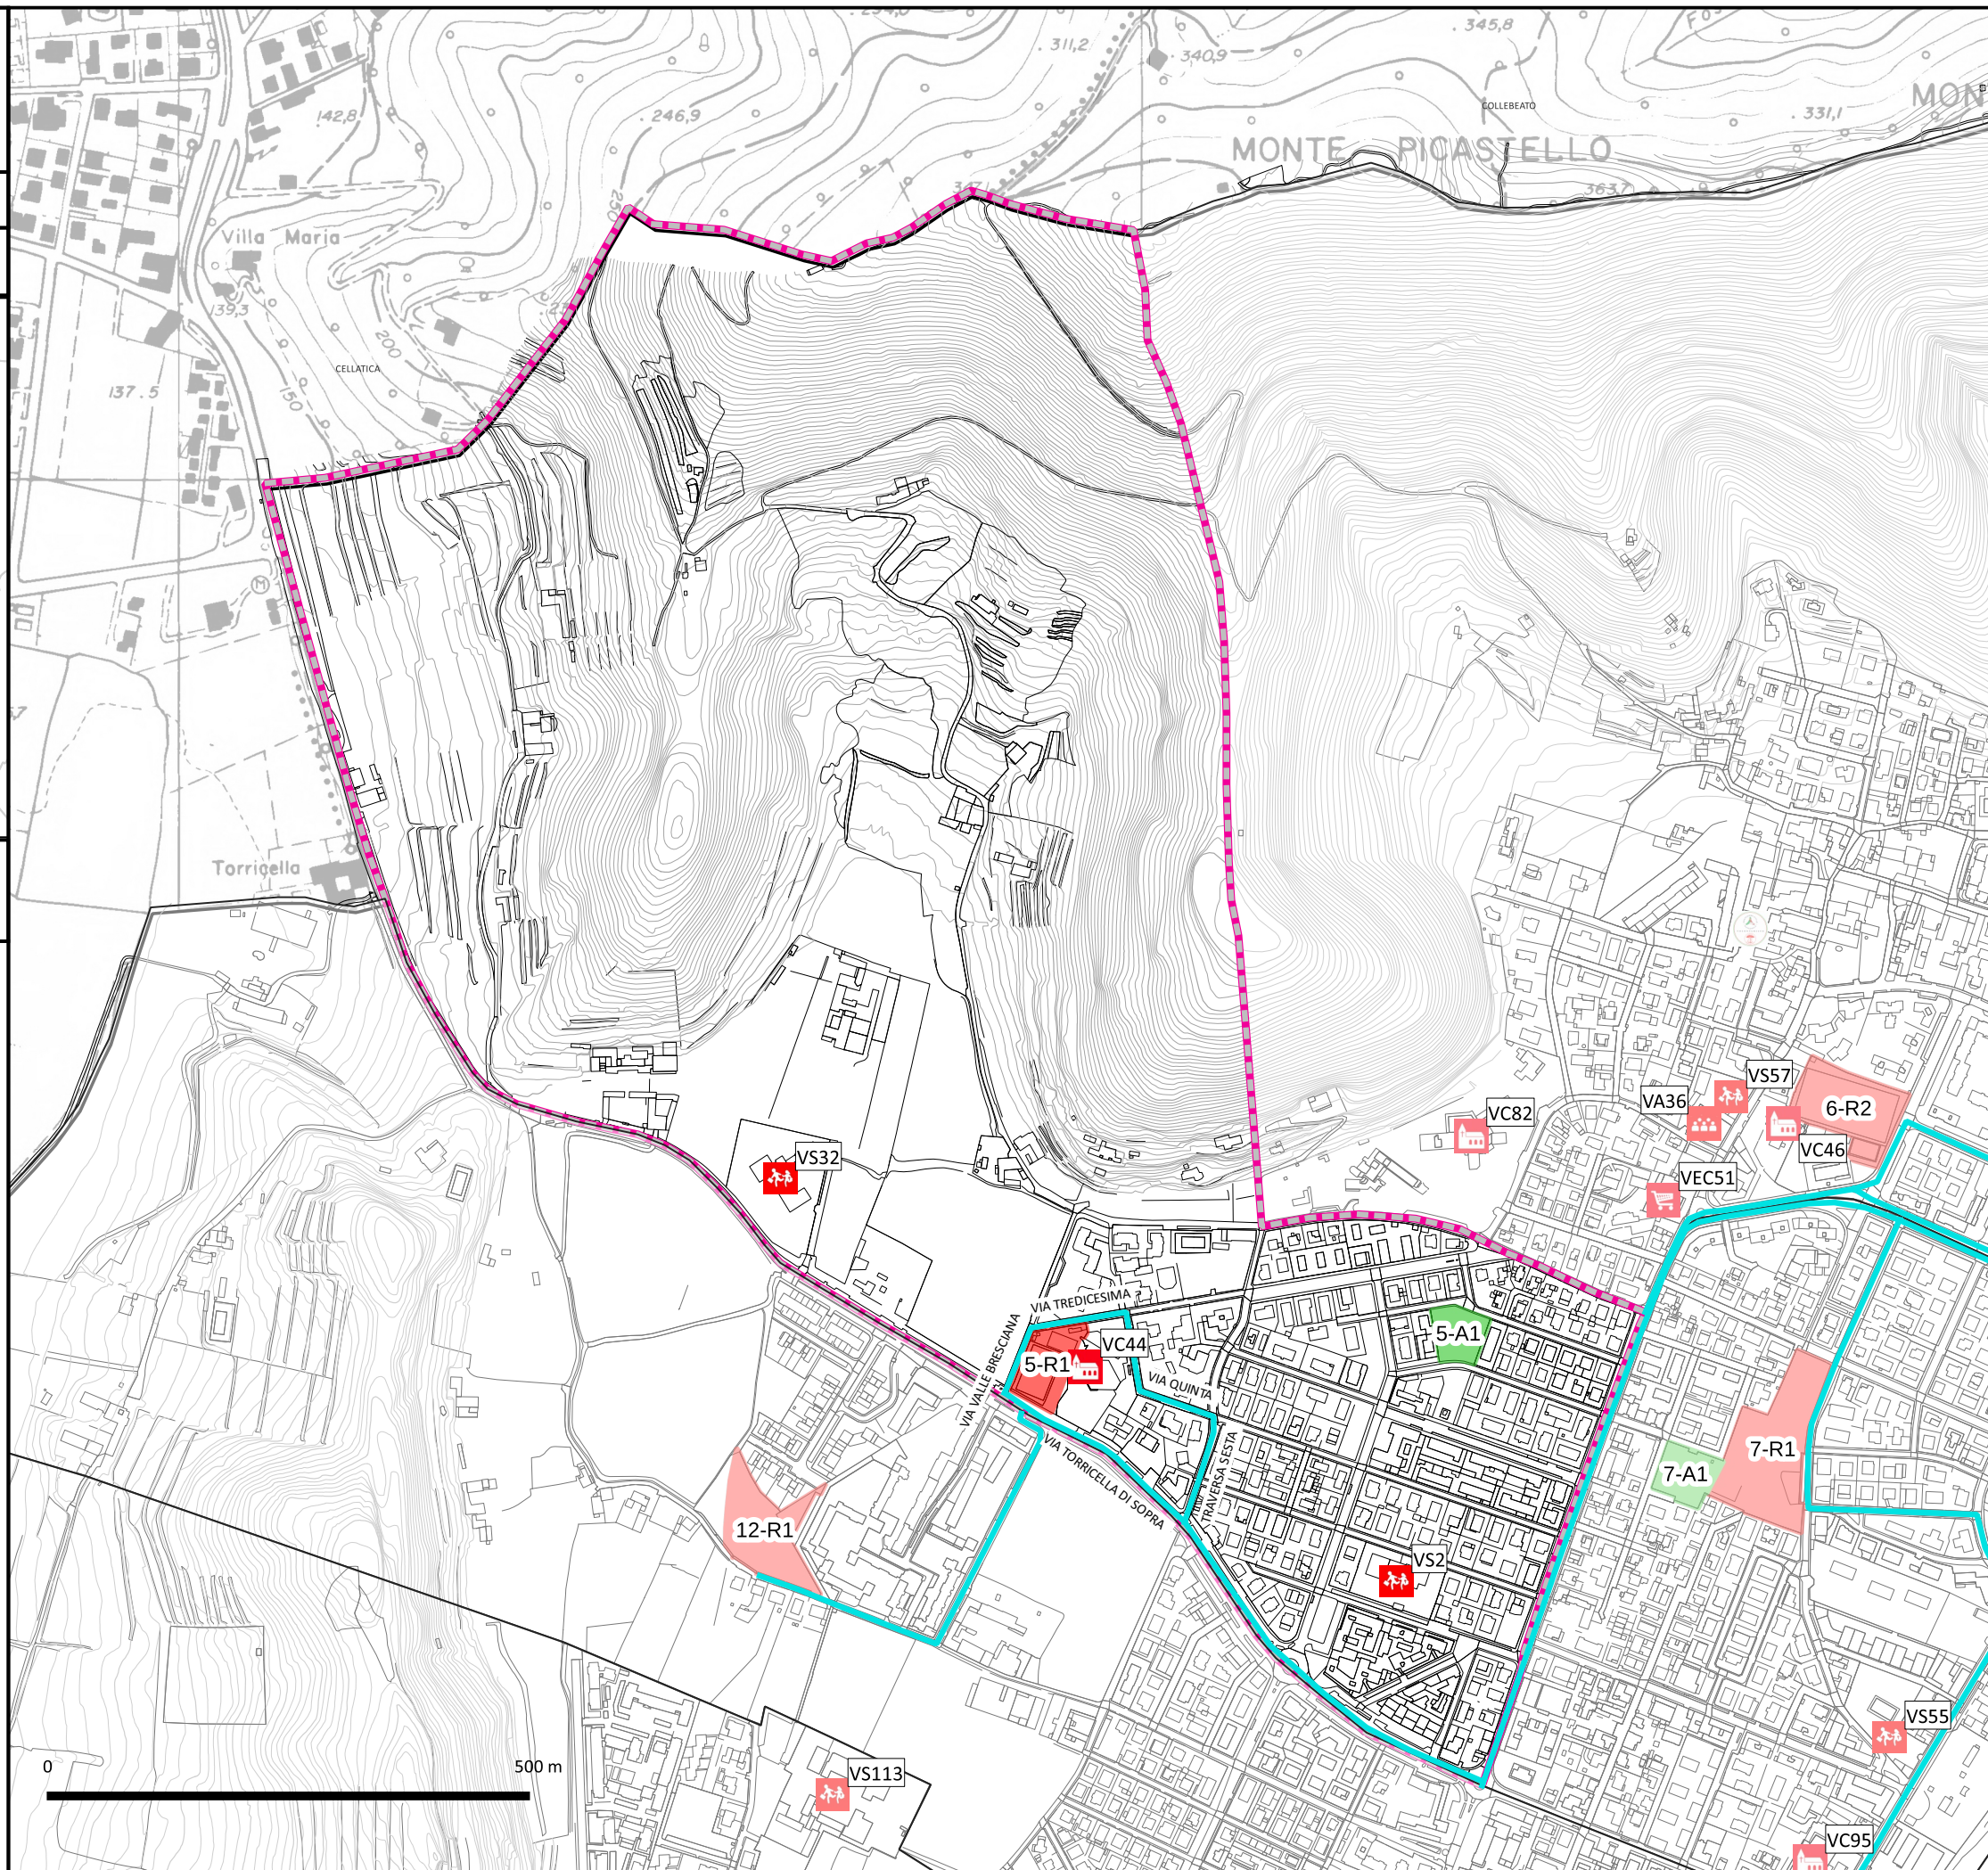 311,2
340,9
345,8
142,8
246,9
COLLEBEATO
331,1
MONTE PICASTELLO
363,7
250
Villa Maria
139,3
200
CELLATICA
137.5
150
Torricella
VS57
VA36
6-R2
VC82
VC46
VS32
VEC51
VIA TREDICESIMA
5-A1
VIA VALLE BRESCIANA
VC44
5-R1
VIA QUINTA
VIA TORRICELLA DI SOPRA
TRAVERSA SESTA
7-R1
7-A1
12-R1
VS2
VS55
0
500 m
VS113
VC95